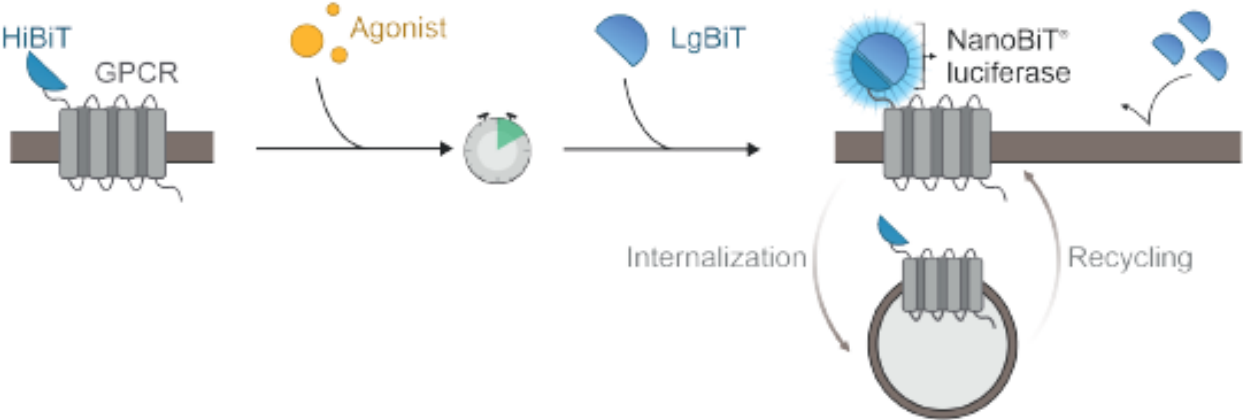 HiBiT
GPCR
Agonist
LgBiT
NanoBiT®
luciferase
Internalization
Recycling